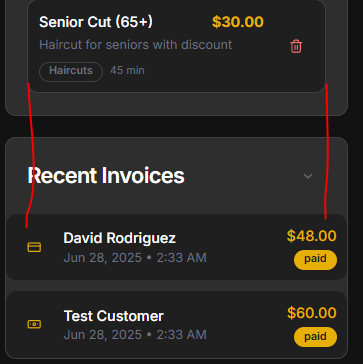 Senior Cut (65+) $30.00
Haircut for seniors with discount
Haircuts 45 min
Recent Invoices
David Rodriguez $48.00
Jun 28, 2025 • 2:33 AM paid
Test Customer $60.00
Jun 28, 2025 • 2:33 AM paid